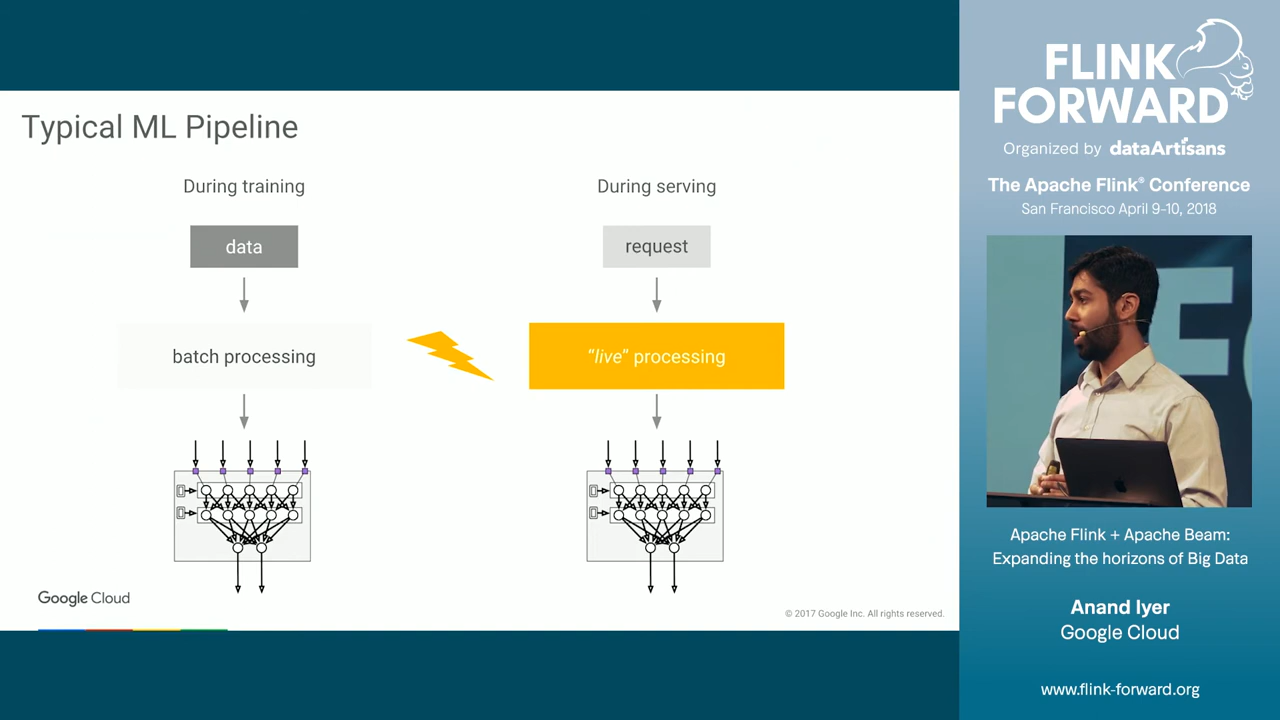 Typical ML Pipeline
During training
data
batch processing
During serving
request
“live” processing
Google Cloud
© 2017 Google Inc. All rights reserved.
FLINK
FORWARD
Organized by dataArtisans
The Apache Flink® Conference
San Francisco April 9-10, 2018
Apache Flink + Apache Beam:
Expanding the horizons of Big Data
Anand Iyer
Google Cloud
www.flink-forward.org